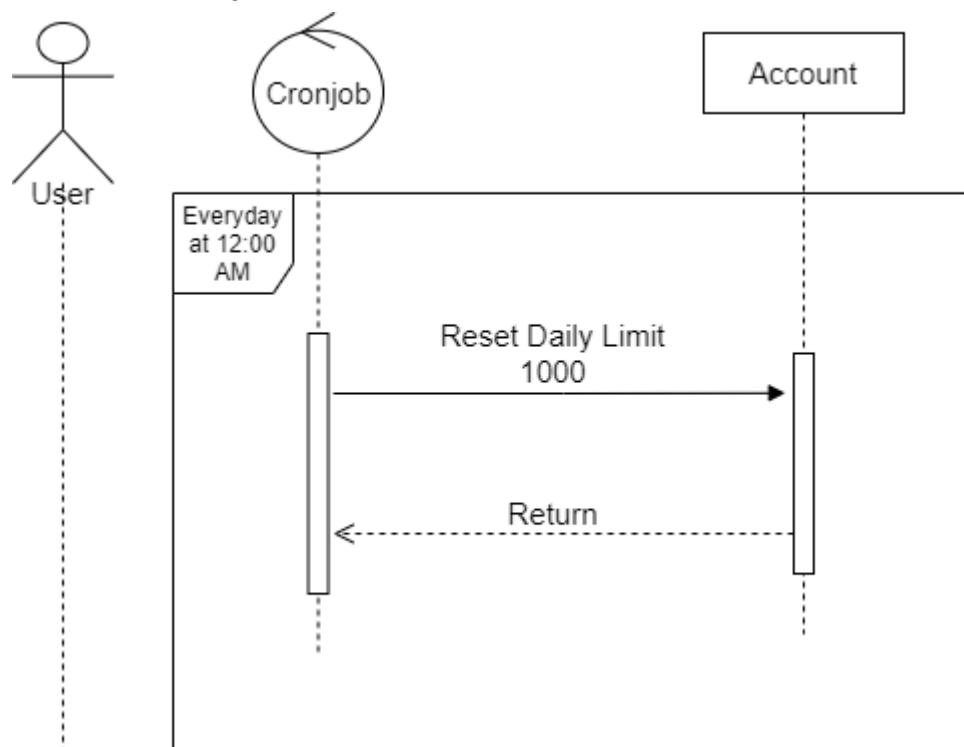 Cronjob
Account
User
Everyday
at 12:00
AM
Reset Daily Limit
1000
Return